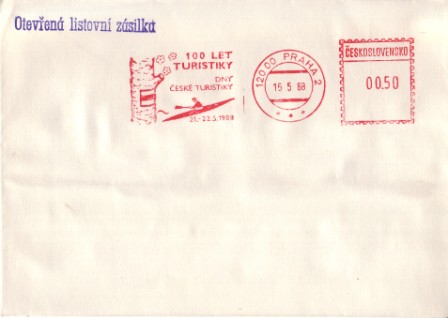 Otevřená listovní zásilka
100 LET
TURISTIKY
DNY
ČESKÉ TURISTIKY
21.-22.5.1988
120 00 PRAHA 2
16 5 88
ČESKOSLOVENSKO
00.50